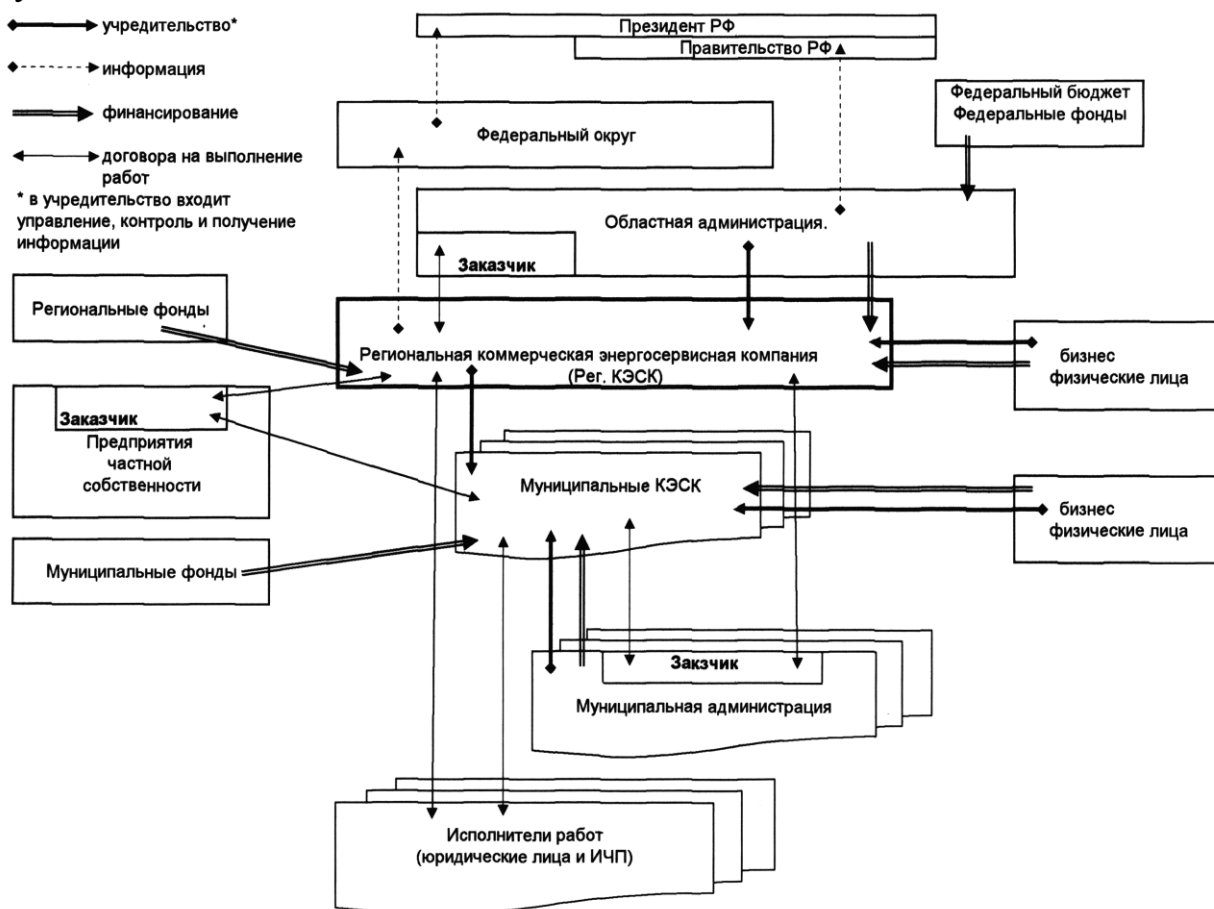 учредительство*
информация
финансирование
договора на выполнение
работ
* в учредительство входит
управление, контроль и получение
информации
Президент РФ
Правительство РФ
Федеральный бюджет
Федеральные фонды
Федеральный округ
Областная администрация.
Заказчик
Региональные фонды
Региональная коммерческая энергосервисная компания
(Рег. КЭСК)
бизнес
физические лица
Заказчик
Предприятия
частной
собственности
Муниципальные КЭСК
бизнес
физические лица
Муниципальные фонды
Закзчик
Муниципальная администрация
Исполнители работ
(юридические лица и ИЧП)